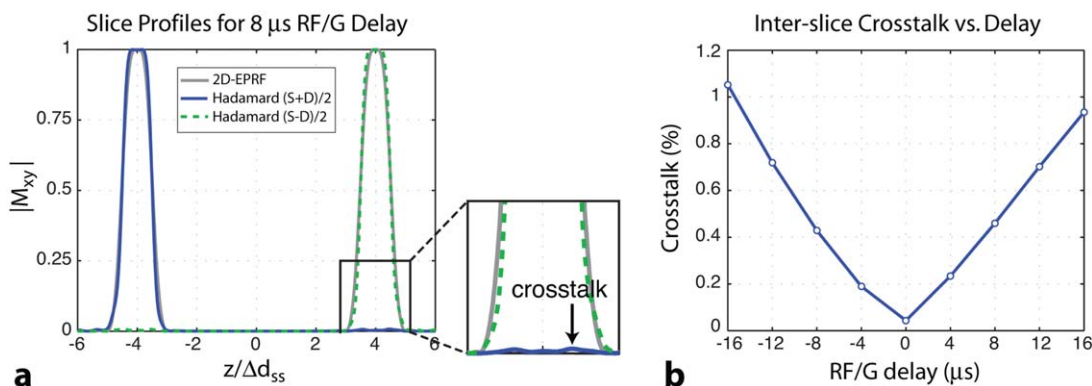 Slice Profiles for 8 μs RF/G Delay
1
0.75
0.5
0.25
0
|Mxy|
2D-EPRF
Hadamard (S+D)/2
Hadamard (S-D)/2
crosstalk
-6 -4 -2 0 2 4 6
z/Δdss
a
Inter-slice Crosstalk vs. Delay
1.2
1
0.8
0.6
0.4
0.2
0
Crosstalk (%)
-16 -12 -8 -4 0 4 8 12 16
RF/G delay (μs)
b